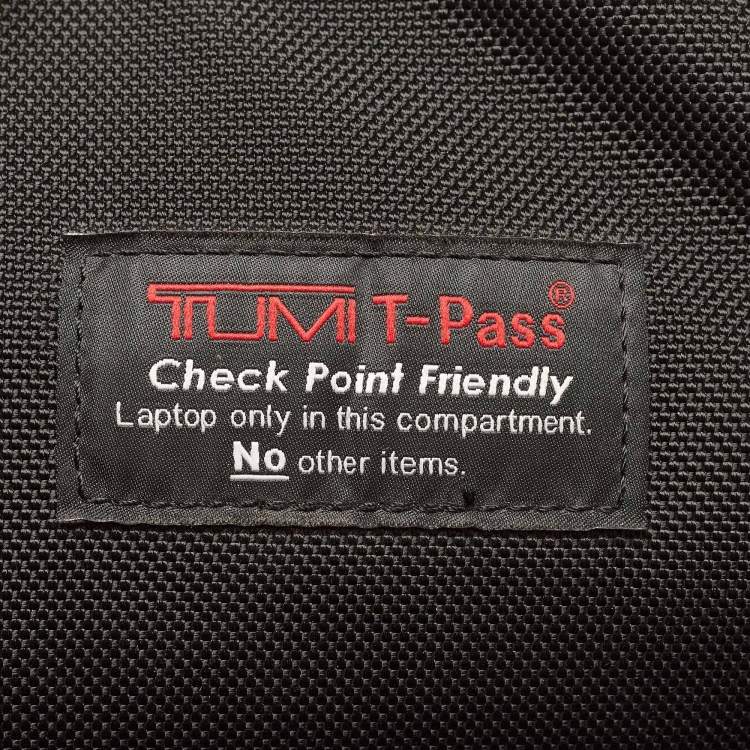 TUMI T-Pass®
Check Point Friendly
Laptop only in this compartment.
No other items.